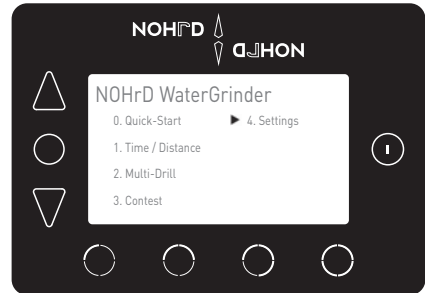 NOHrD
NOHrD
NOHrD WaterGrinder
0. Quick-Start
4. Settings
1. Time / Distance
2. Multi-Drill
3. Contest